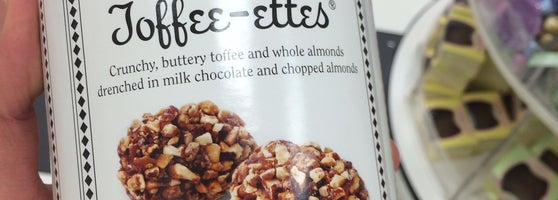 Toffee-ettes®
Crunchy, buttery toffee and whole almonds
drenched in milk chocolate and chopped almonds